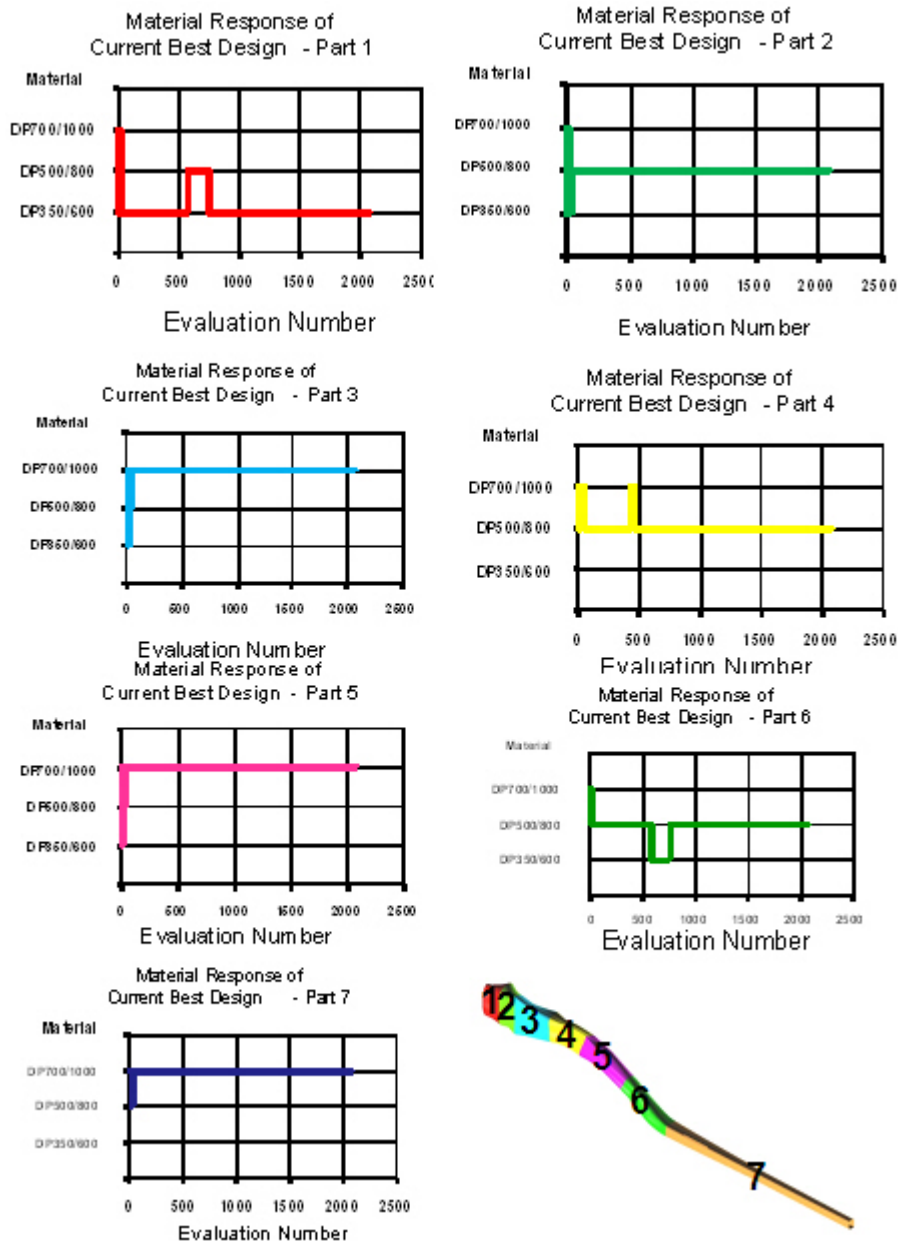 Material Response of
Current Best Design - Part 1
Material
DP700/1000
DP500/800
DP350/600
0 500 1000 1500 2000 2500
Evaluation Number
Material Response of
Current Best Design - Part 2
Material
DP700/1000
DP500/800
DP350/600
0 500 1000 1500 2000 2500
Evaluation Number
Material Response of
Current Best Design - Part 3
Material
DP700/1000
DP500/800
DP350/600
0 500 1000 1500 2000 2500
Evaluation Number
Material Response of
Current Best Design - Part 4
Material
DP700/1000
DP500/800
DP350/600
0 500 1000 1500 2000 2500
Evaluation Number
Material Response of
Current Best Design - Part 5
Material
DP700/1000
DP500/800
DP350/600
0 500 1000 1500 2000 2500
Evaluation Number
Material Response of
Current Best Design - Part 6
Material
DP700/1000
DP500/800
DP350/600
0 500 1000 1500 2000 2500
Evaluation Number
Material Response of
Current Best Design - Part 7
Material
DP700/1000
DP500/800
DP350/600
0 500 1000 1500 2000 2500
Evaluation Number
1
2
3
4
5
6
7